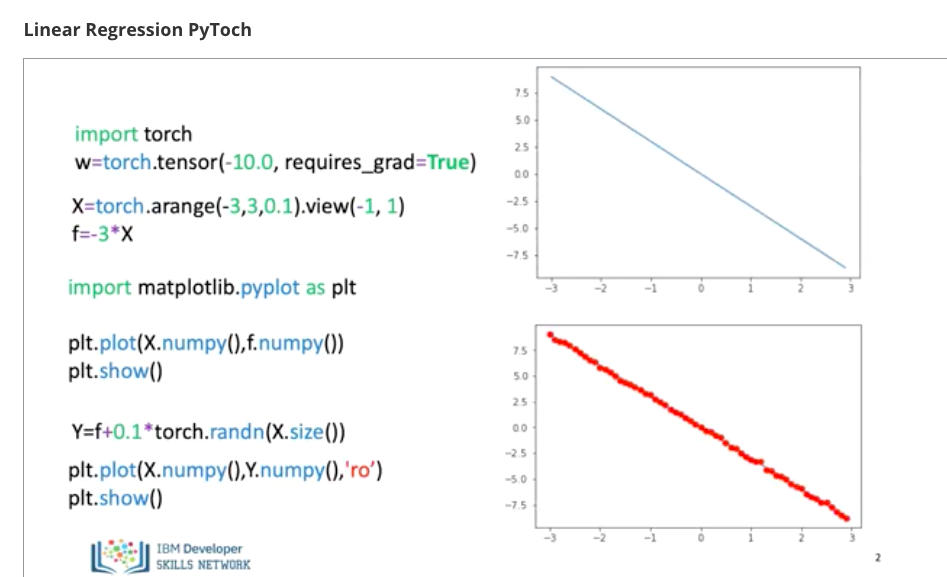 Linear Regression PyToch
import torch
w=torch.tensor(-10.0, requires_grad=True)
X=torch.arange(-3,3,0.1).view(-1, 1)
f=-3*X
import matplotlib.pyplot as plt
plt.plot(X.numpy(),f.numpy())
plt.show()
Y=f+0.1*torch.randn(X.size())
plt.plot(X.numpy(),Y.numpy(),'ro')
plt.show()
IBM Developer
SKILLS NETWORK
7.5
5.0
2.5
0.0
−2.5
−5.0
−7.5
−3 −2 −1 0 1 2 3
7.5
5.0
2.5
0.0
−2.5
−5.0
−7.5
−3 −2 −1 0 1 2 3
2